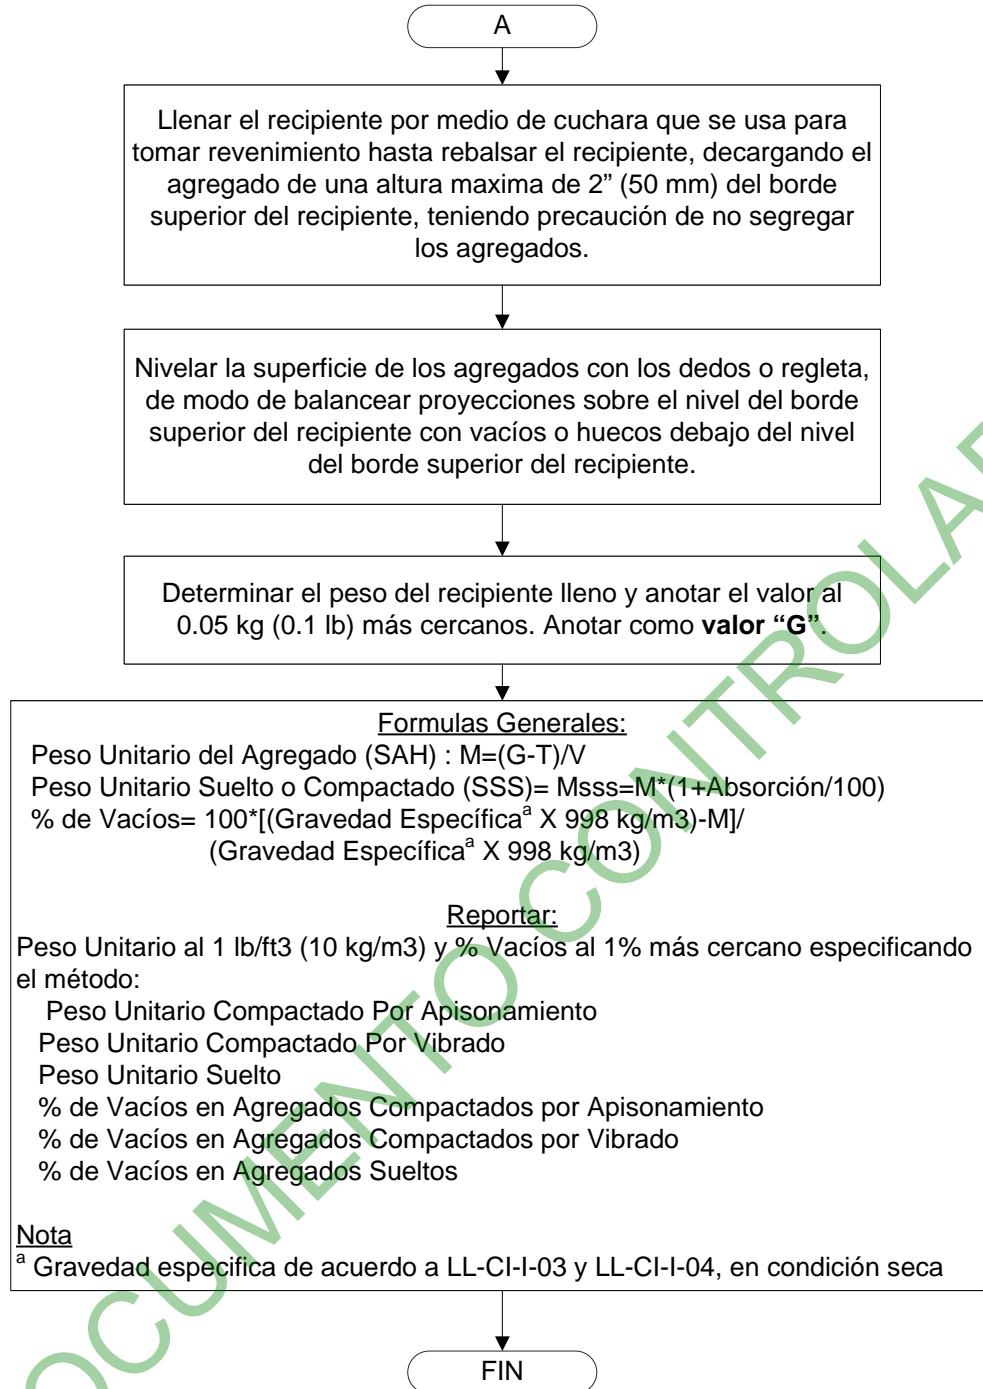 A
Llenar el recipiente por medio de cuchara que se usa para
tomar revenimiento hasta rebalsar el recipiente, decargando el
agregado de una altura maxima de 2” (50 mm) del borde
superior del recipiente, teniendo precaución de no segregar
los agregados.
Nivelar la superficie de los agregados con los dedos o regleta,
de modo de balancear proyecciones sobre el nivel del borde
superior del recipiente con vacíos o huecos debajo del nivel
del borde superior del recipiente.
Determinar el peso del recipiente lleno y anotar el valor al
0.05 kg (0.1 lb) más cercanos. Anotar como valor “G”.
Formulas Generales:
Peso Unitario del Agregado (SAH) : M=(G-T)/V
Peso Unitario Suelto o Compactado (SSS)= Msss=M*(1+Absorción/100)
% de Vacíos= 100*[(Gravedad Específicaª X 998 kg/m3)-M]/
(Gravedad Específicaª X 998 kg/m3)
Reportar:
Peso Unitario al 1 lb/ft3 (10 kg/m3) y % Vacíos al 1% más cercano especificando
el método:
Peso Unitario Compactado Por Apisonamiento
Peso Unitario Compactado Por Vibrado
Peso Unitario Suelto
% de Vacíos en Agregados Compactados por Apisonamiento
% de Vacíos en Agregados Compactados por Vibrado
% de Vacíos en Agregados Sueltos
Nota
ª Gravedad especifica de acuerdo a LL-CI-I-03 y LL-CI-I-04, en condición seca
FIN
OCUMENTO CONTROLAD